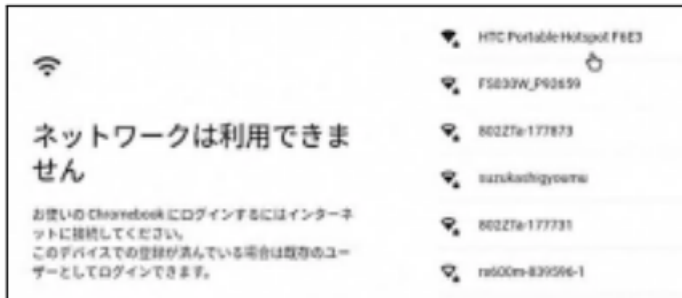 ネットワークは利用できま
せん
お使いの Chromebook にログインするにはインターネ
ットに接続してください。
このデバイスでの登録が済んでいる場合は既存のユー
ザーとしてログインできます。
HTC Portable Hotspot F6E3
FS030W_P92659
802ZTa-177873
suzukashigyoumu
802ZTa-177731
rs600m-839596-1